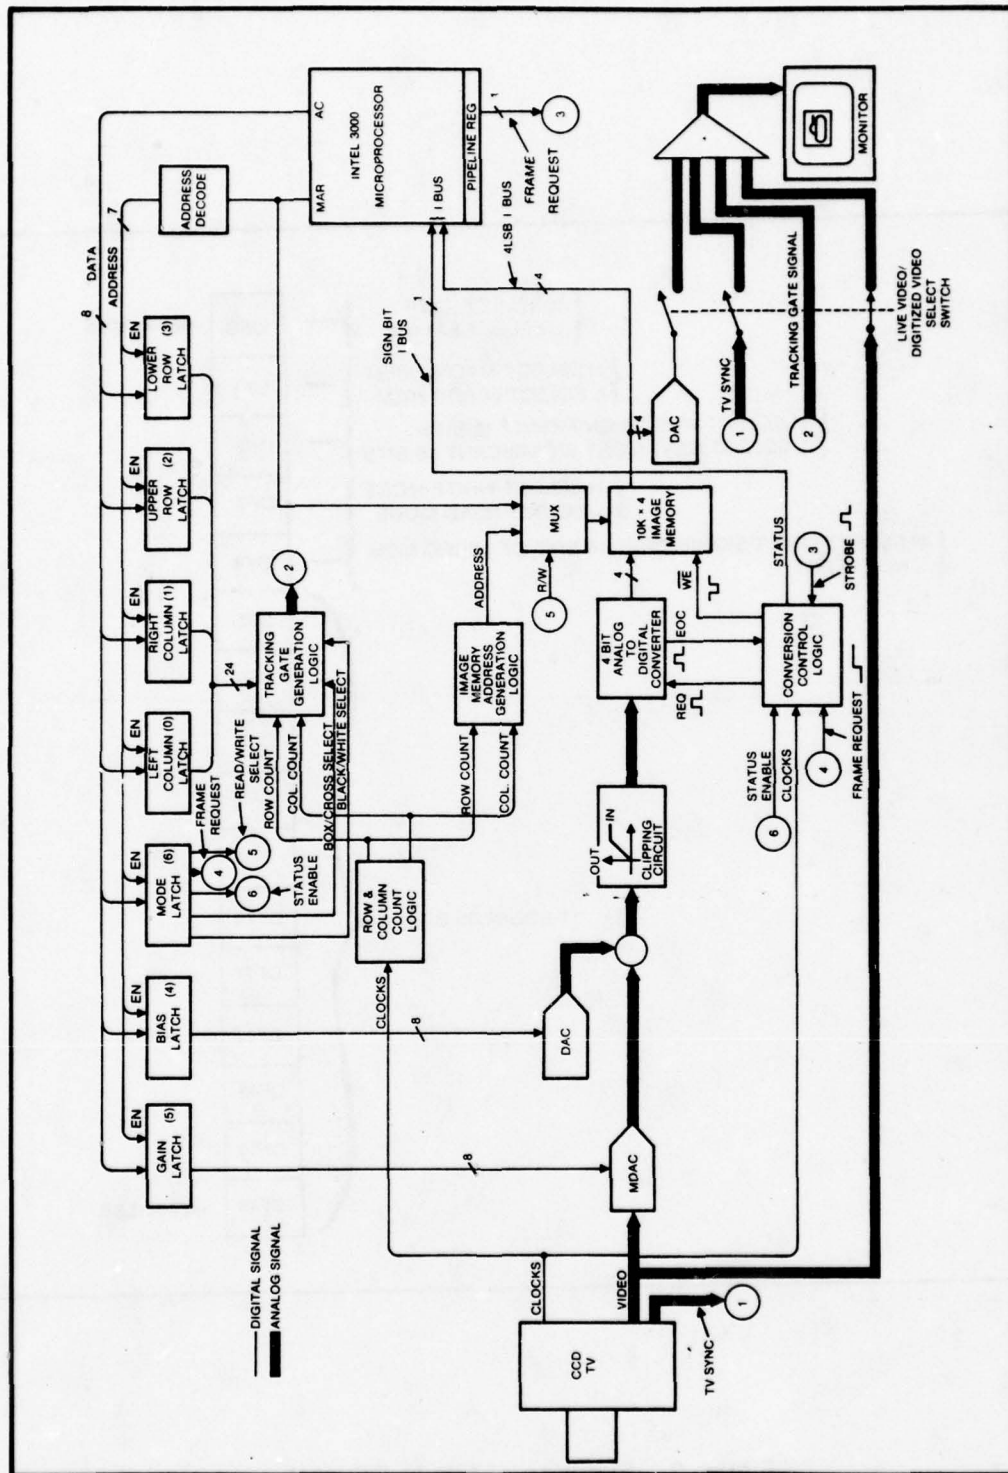 8
DATA
ADDRESS
7
ADDRESS
DECODE
MAR
AC
INTEL 3000
MICROPROCESSOR
I BUS
PIPELINE REG
1
FRAME
REQUEST
3
EN
GAIN
LATCH
(5)
EN
BIAS
LATCH
(4)
EN
MODE
LATCH
(6)
EN
LEFT
COLUMN (0)
LATCH
EN
RIGHT
COLUMN (1)
LATCH
EN
UPPER
ROW (2)
LATCH
EN
LOWER
ROW (3)
LATCH
FRAME
REQUEST
4
READ/WRITE
SELECT
5
6
STATUS
ENABLE
24
ROW COUNT
COL. COUNT
TRACKING
GATE
GENERATION
LOGIC
2
BOX/CROSS SELECT
BLACK/WHITE SELECT
DIGITAL SIGNAL
ANALOG SIGNAL
8
8
CLOCKS
ROW &
COLUMN
COUNT
LOGIC
ROW COUNT
COL. COUNT
IMAGE
MEMORY
ADDRESS
GENERATION
LOGIC
ADDRESS
R/W
5
MUX
SIGN BIT
I BUS
1
4LSB I BUS
4
CCD
TV
CLOCKS
VIDEO
TV SYNC
1
MDAC
DAC
OUT
IN
CLIPPING
CIRCUIT
4 BIT
ANALOG
TO
DIGITAL
CONVERTER
4
10K × 4
IMAGE
MEMORY
4
DAC
REQ
EOC
WE
STATUS
STATUS
ENABLE
6
CLOCKS
4
FRAME REQUEST
CONVERSION
CONTROL
LOGIC
3
STROBE
1
TV SYNC
2
TRACKING GATE SIGNAL
LIVE VIDEO/
DIGITIZED VIDEO
SELECT
SWITCH
MONITOR